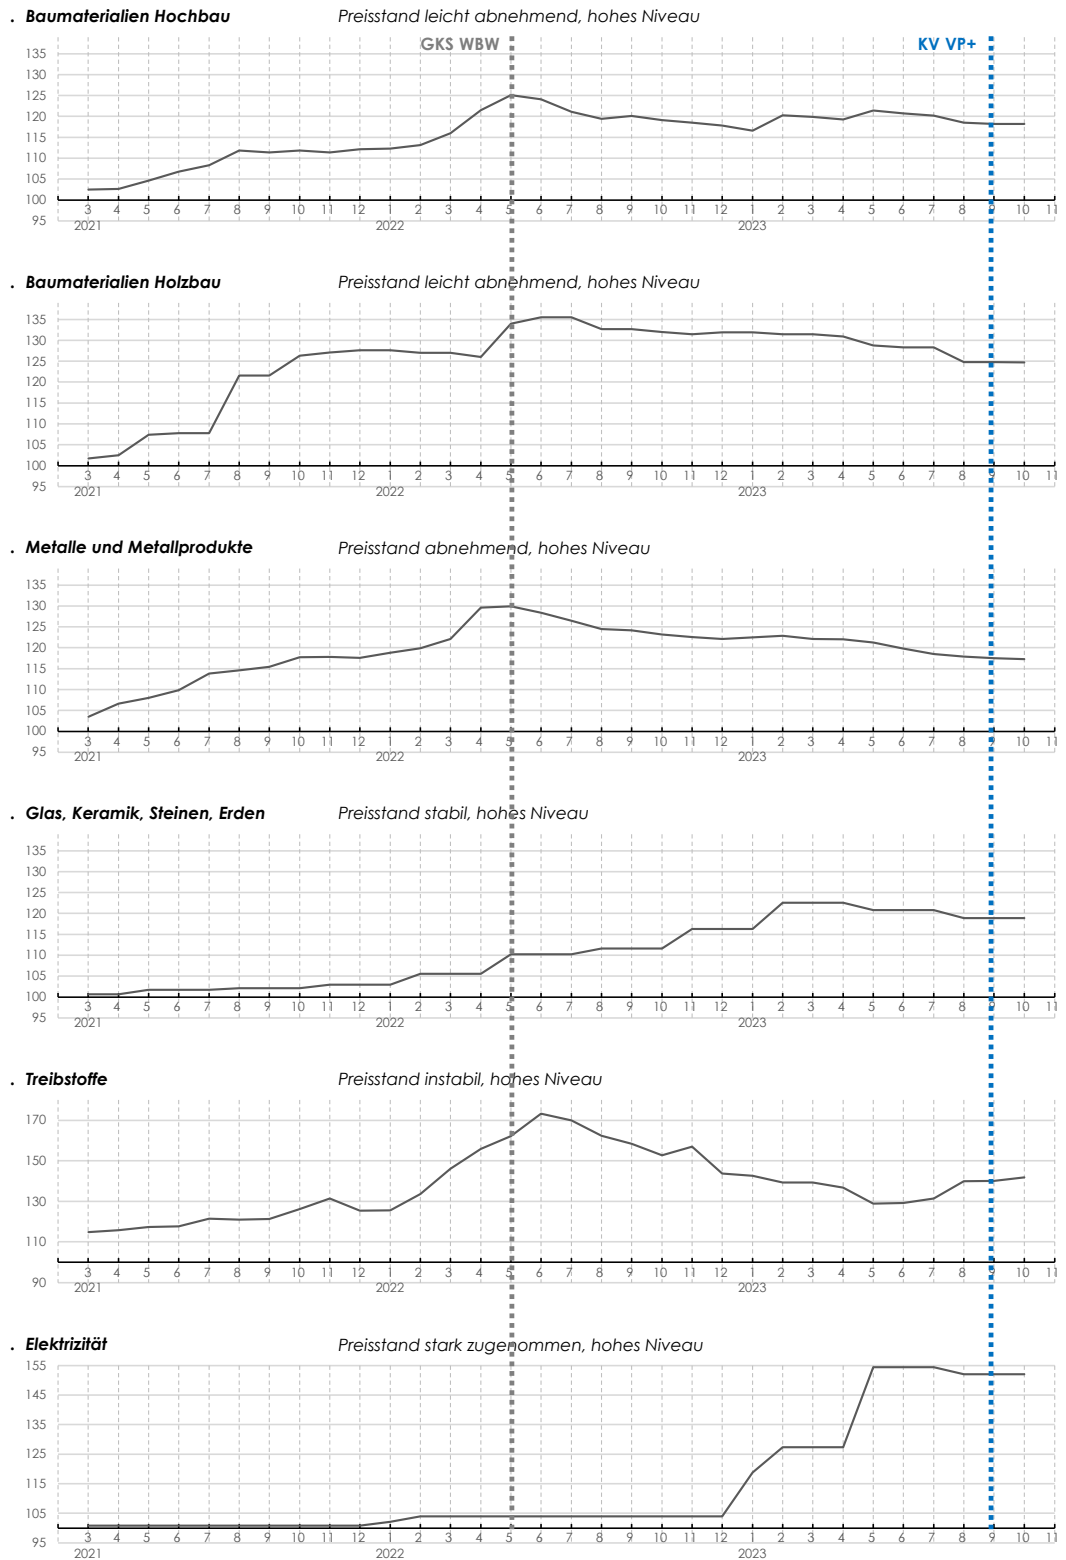 . Baumaterialien Hochbau Preisstand leicht abnehmend, hohes Niveau
GKS WBW KV VP+
135
130
125
120
115
110
105
100
95
3 4 5 6 7 8 9 10 11 12 1 2 3 4 5 6 7 8 9 10 11 12 1 2 3 4 5 6 7 8 9 10 11
2021 2022 2023
. Baumaterialien Holzbau Preisstand leicht abnehmend, hohes Niveau
135
130
125
120
115
110
105
100
95
3 4 5 6 7 8 9 10 11 12 1 2 3 4 5 6 7 8 9 10 11 12 1 2 3 4 5 6 7 8 9 10 11
2021 2022 2023
. Metalle und Metallprodukte Preisstand abnehmend, hohes Niveau
135
130
125
120
115
110
105
100
95
3 4 5 6 7 8 9 10 11 12 1 2 3 4 5 6 7 8 9 10 11 12 1 2 3 4 5 6 7 8 9 10 11
2021 2022 2023
. Glas, Keramik, Steinen, Erden Preisstand stabil, hohes Niveau
135
130
125
120
115
110
105
100
95
3 4 5 6 7 8 9 10 11 12 1 2 3 4 5 6 7 8 9 10 11 12 1 2 3 4 5 6 7 8 9 10 11
2021 2022 2023
. Treibstoffe Preisstand instabil, hohes Niveau
170
150
130
110
90
3 4 5 6 7 8 9 10 11 12 1 2 3 4 5 6 7 8 9 10 11 12 1 2 3 4 5 6 7 8 9 10 11
2021 2022 2023
. Elektrizität Preisstand stark zugenommen, hohes Niveau
155
145
135
125
115
105
95
3 4 5 6 7 8 9 10 11 12 1 2 3 4 5 6 7 8 9 10 11 12 1 2 3 4 5 6 7 8 9 10 11
2021 2022 2023